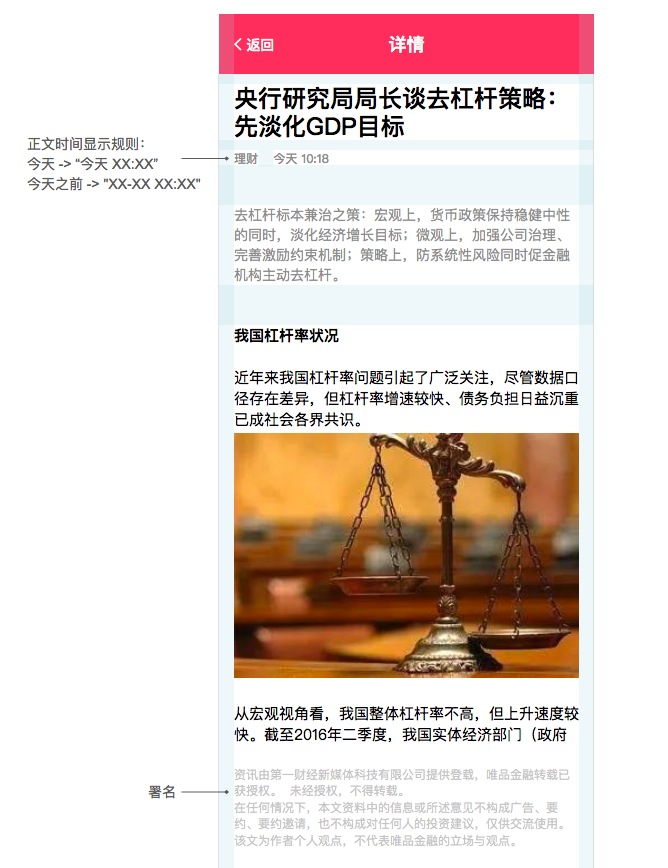 返回
详情
央行研究局局长谈去杠杆策略：
先淡化GDP目标
正文时间显示规则：
今天 -> “今天 XX:XX”
今天之前 -> "XX-XX XX:XX"
理财 今天 10:18
去杠杆标本兼治之策：宏观上，货币政策保持稳健中性
的同时，淡化经济增长目标；微观上，加强公司治理、
完善激励约束机制；策略上，防系统性风险同时促金融
机构主动去杠杆。
我国杠杆率状况
近年来我国杠杆率问题引起了广泛关注，尽管数据口
径存在差异，但杠杆率增速较快、债务负担日益沉重
已成社会各界共识。
从宏观视角看，我国整体杠杆率不高，但上升速度较
快。截至2016年二季度，我国实体经济部门（政府
署名
资讯由第一财经新媒体科技有限公司提供登载，唯品金融转载已
获授权。 未经授权，不得转载。
在任何情况下，本文资料中的信息或所述意见不构成广告、要
约、要约邀请，也不构成对任何人的投资建议，仅供交流使用。
该文为作者个人观点，不代表唯品金融的立场与观点。